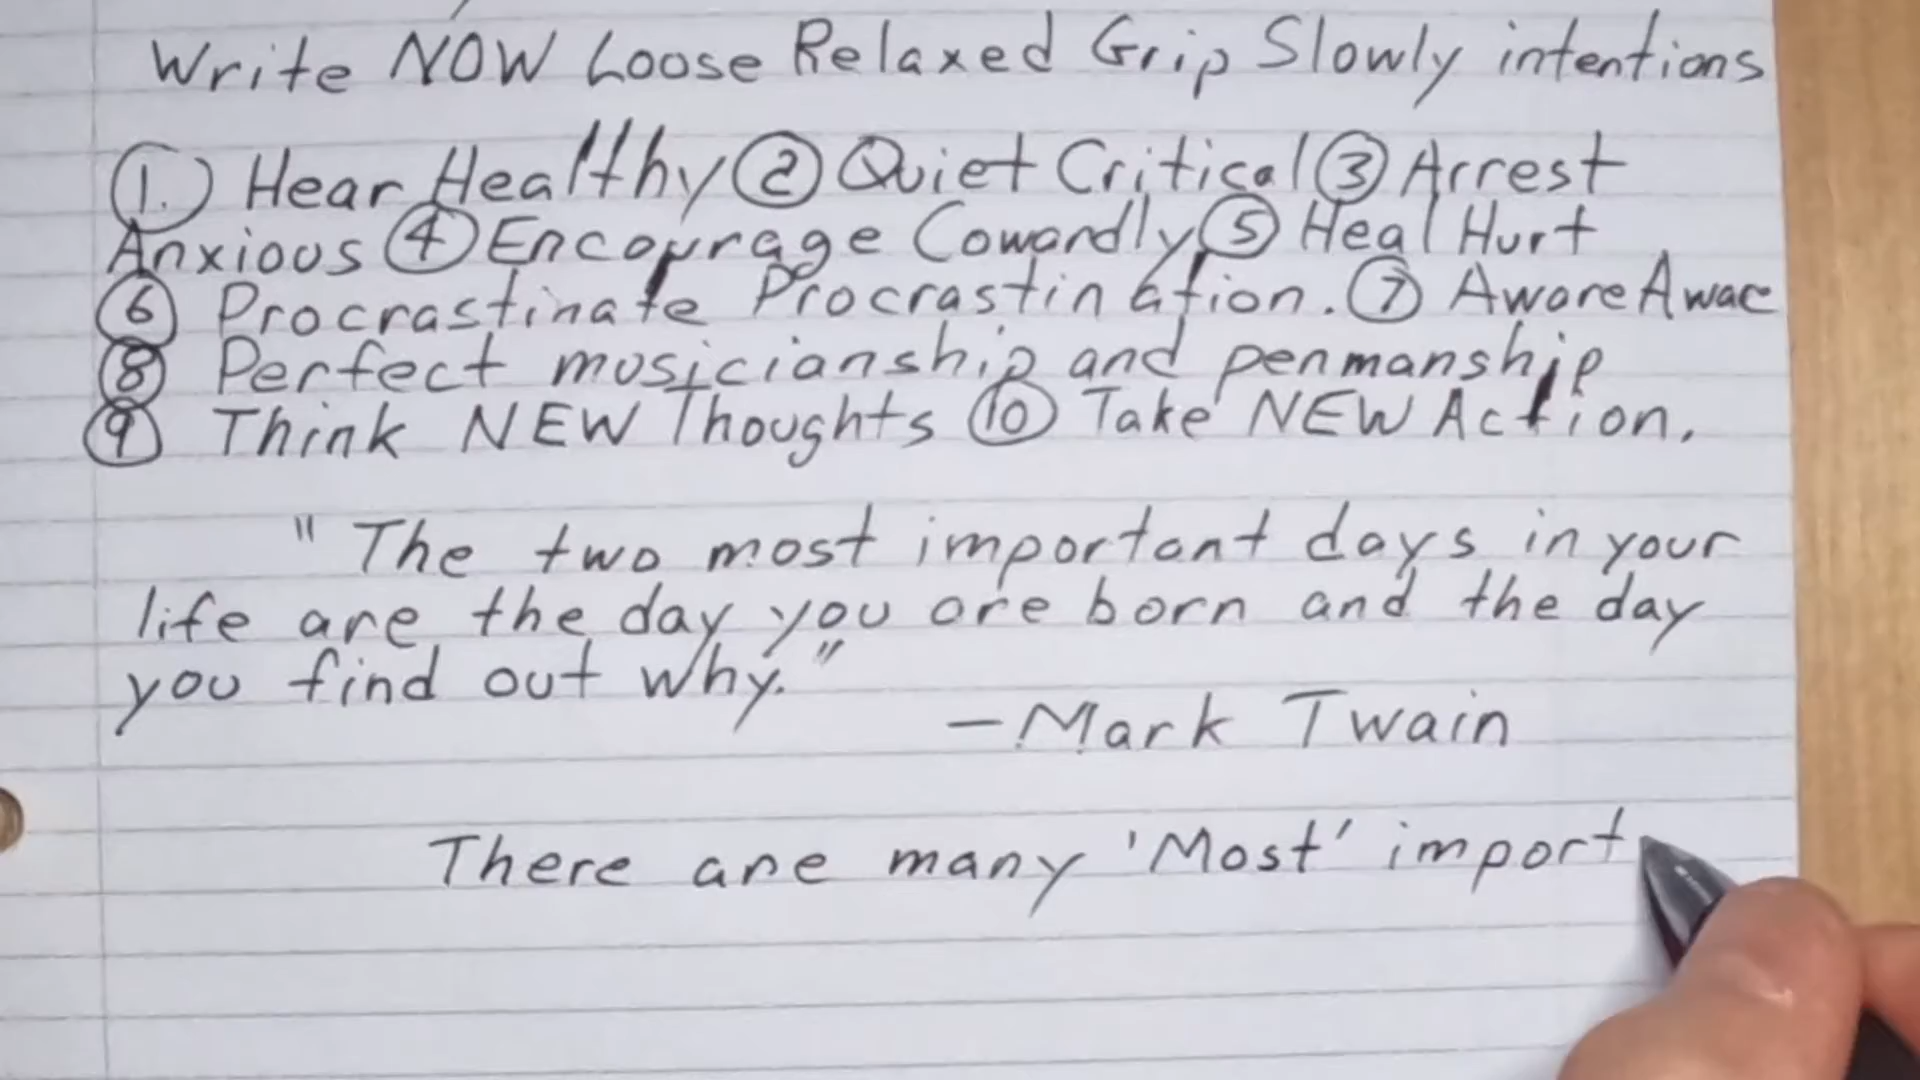 Write NOW Loose Relaxed Grip Slowly intentions
1. Hear Healthy 2 Quiet Critical 3 Arrest
Anxious 4 Encourage Cowardly 5 Heal Hurt
6 Procrastinate Procrastination. 7 Aware Awac
8 Perfect musicianship and penmanship
9 Think NEW Thoughts 10 Take NEW Action.
"The two most important days in your
life are the day you are born and the day
you find out why."
- Mark Twain
There are many 'Most' import